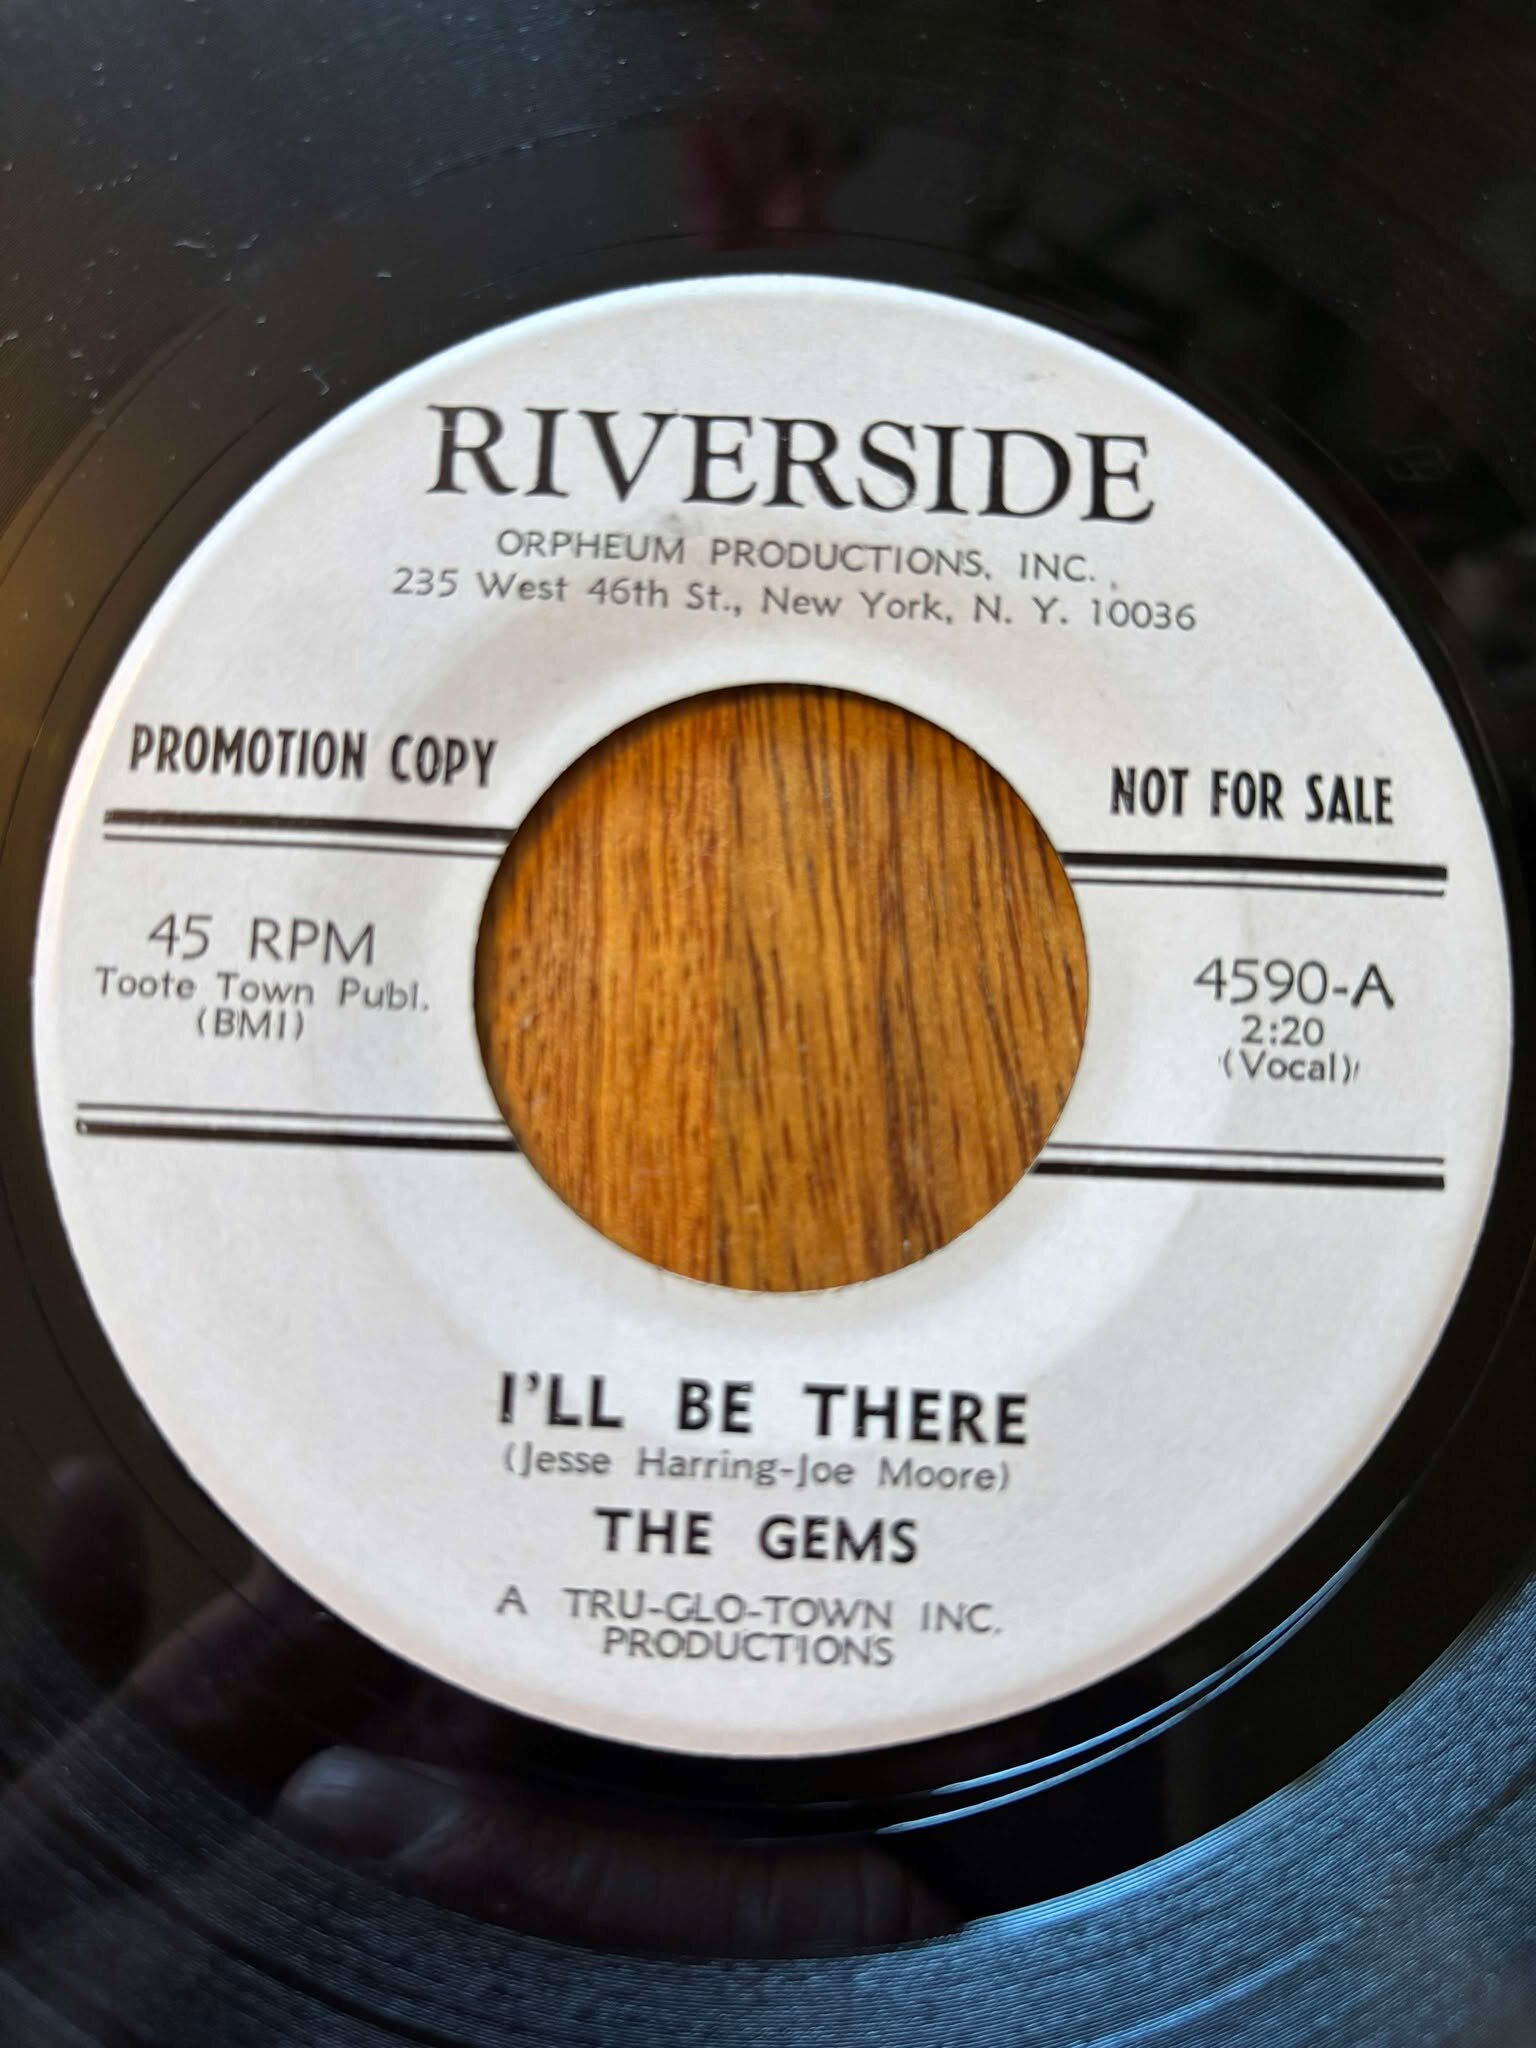 RIVERSIDE
ORPHEUM PRODUCTIONS, INC.
235 West 46th St., New York, N. Y. 10036
PROMOTION COPY
NOT FOR SALE
45 RPM
Toote Town Publ.
(BMI)
4590-A
2:20
(Vocal)
I'LL BE THERE
(Jesse Harring-Joe Moore)
THE GEMS
A TRU-GLO-TOWN INC.
PRODUCTIONS